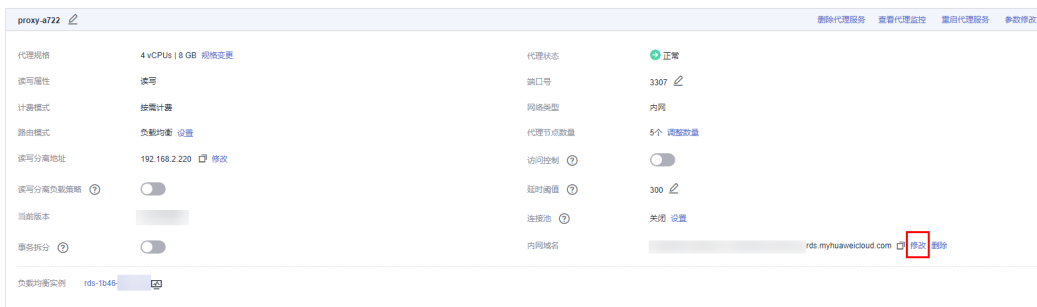 proxy-a722 删除代理服务 查看代理监控 重启代理服务 参数修改
代理规格 4 vCPUs | 8 GB 规格变更 代理状态 正常
读写属性 读写 端口号 3307
计费模式 按需计费 网络类型 内网
路由模式 负载均衡 设置 代理节点数量 5个 调整数量
读写分离地址 192.168.2.220 修改 访问控制
读写分离负载策略 延时阈值 300
当前版本 连接池 关闭 设置
事务拆分 内网域名 rds.myhuaweicloud.com 修改 删除
负载均衡实例 rds-1b46-